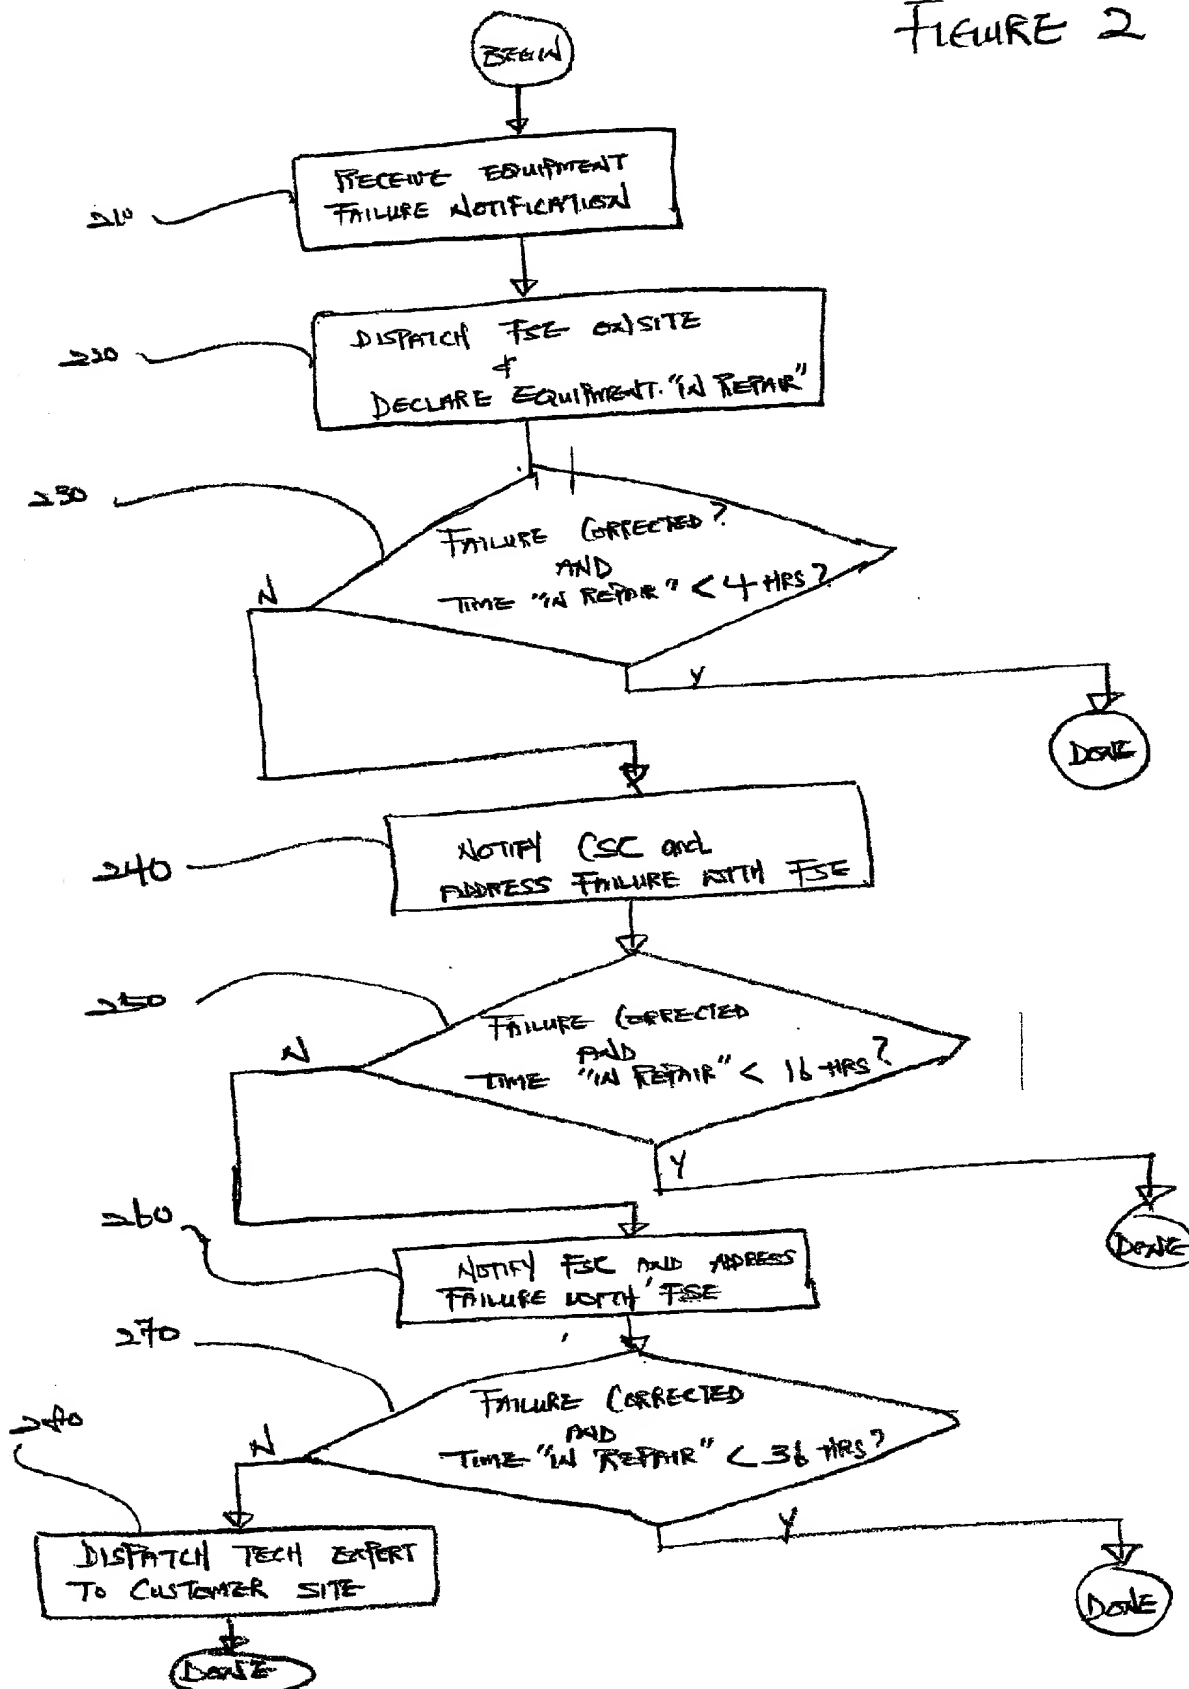 FIGURE 2
BEGIN
RECEIVE EQUIPMENT
FAILURE NOTIFICATION
210
DISPATCH FSE ONSITE
&
DECLARE EQUIPMENT "IN REPAIR"
220
230
FAILURE CORRECTED?
AND
TIME "IN REPAIR" < 4 HRS?
N
Y
DONE
240
NOTIFY CSC and
ADDRESS FAILURE WITH FSE
250
FAILURE CORRECTED
AND
TIME "IN REPAIR" < 16 HRS?
N
Y
DONE
260
NOTIFY FSC AND ADDRESS
FAILURE WITH FSE
270
FAILURE CORRECTED
AND
TIME "IN REPAIR" < 36 HRS?
N
Y
280
DISPATCH TECH EXPERT
TO CUSTOMER SITE
DONE
DONE